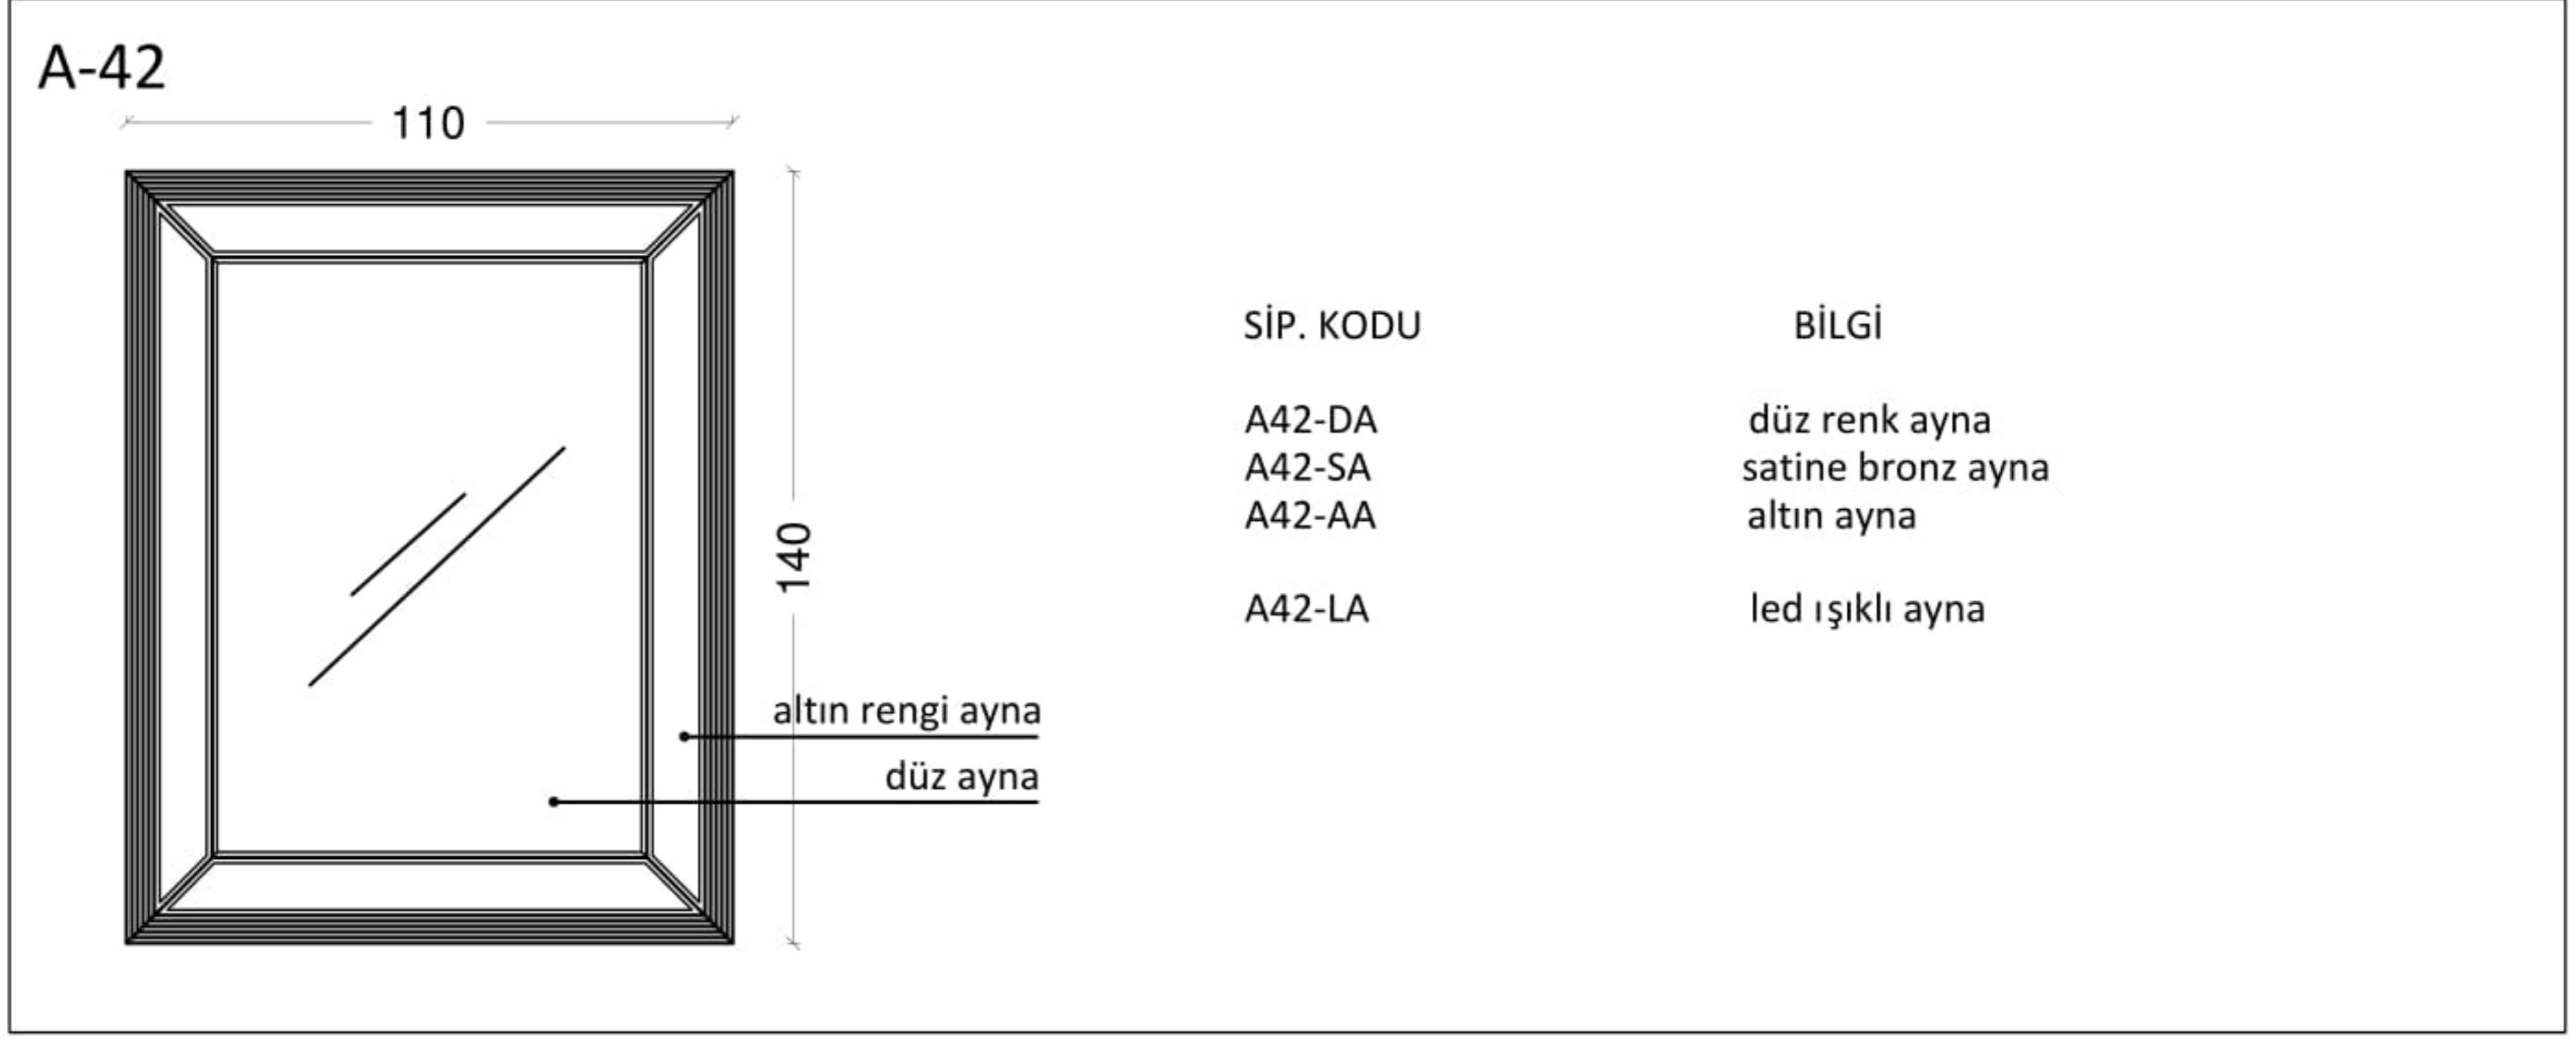 A-42
110
140
altın rengi ayna
düz ayna
SİP. KODU BİLGİ
A42-DA düz renk ayna
A42-SA satine bronz ayna
A42-AA altın ayna
A42-LA led ışıklı ayna